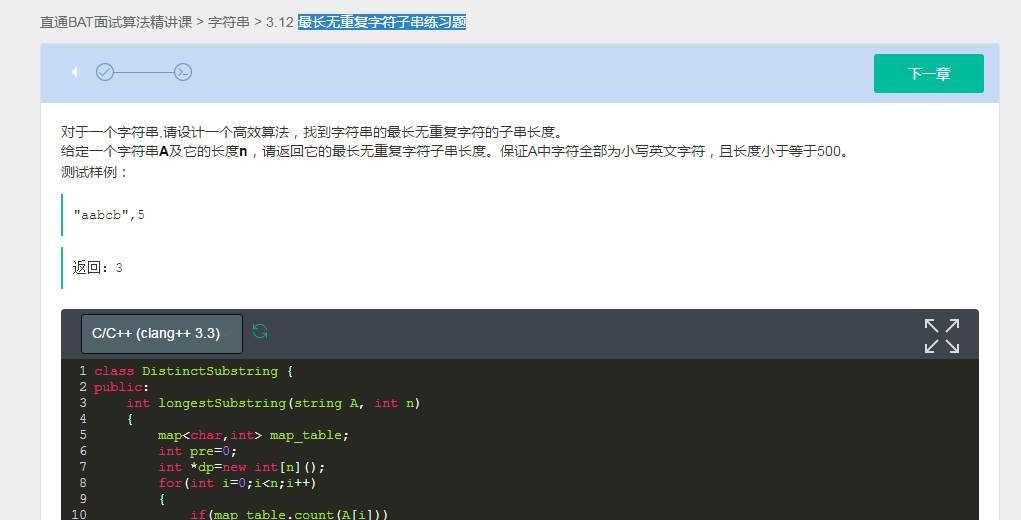 直通BAT面试算法精讲课 > 字符串 > 3.12 最长无重复字符子串练习题
下一章
对于一个字符串,请设计一个高效算法，找到字符串的最长无重复字符的子串长度。
给定一个字符串A及它的长度n，请返回它的最长无重复字符子串长度。保证A中字符全部为小写英文字符，且长度小于等于500。
测试样例：
"aabcb",5
返回：3
C/C++ (clang++ 3.3)
1 class DistinctSubstring {
2 public:
3     int longestSubstring(string A, int n)
4     {
5         map<char,int> map_table;
6         int pre=0;
7         int *dp=new int[n]();
8         for(int i=0;i<n;i++)
9         {
10             if(map_table.count(A[i]))